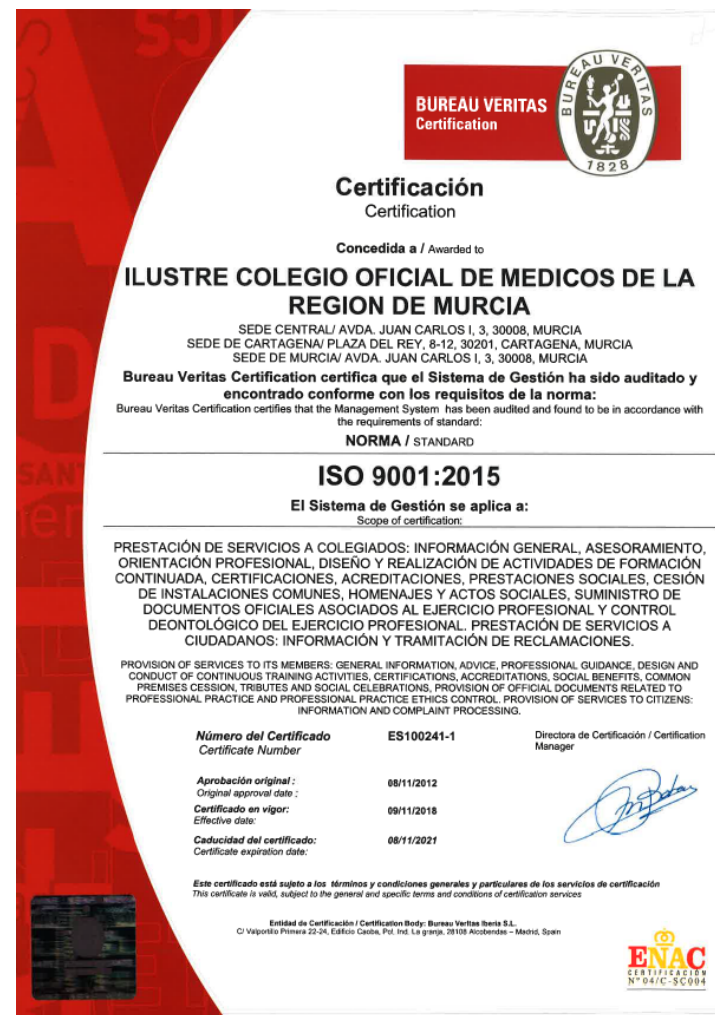 BUREAU VERITAS
Certification
BUREAU VERITAS
1828
Certificación
Certification
Concedida a / Awarded to
ILUSTRE COLEGIO OFICIAL DE MEDICOS DE LA
REGION DE MURCIA
SEDE CENTRAL/ AVDA. JUAN CARLOS I, 3, 30008, MURCIA
SEDE DE CARTAGENA/ PLAZA DEL REY, 8-12, 30201, CARTAGENA, MURCIA
SEDE DE MURCIA/ AVDA. JUAN CARLOS I, 3, 30008, MURCIA
Bureau Veritas Certification certifica que el Sistema de Gestión ha sido auditado y
encontrado conforme con los requisitos de la norma:
Bureau Veritas Certification certifies that the Management System has been audited and found to be in accordance with
the requirements of standard:
NORMA / STANDARD
ISO 9001:2015
El Sistema de Gestión se aplica a:
Scope of certification:
PRESTACIÓN DE SERVICIOS A COLEGIADOS: INFORMACIÓN GENERAL, ASESORAMIENTO,
ORIENTACIÓN PROFESIONAL, DISEÑO Y REALIZACIÓN DE ACTIVIDADES DE FORMACIÓN
CONTINUADA, CERTIFICACIONES, ACREDITACIONES, PRESTACIONES SOCIALES, CESIÓN
DE INSTALACIONES COMUNES, HOMENAJES Y ACTOS SOCIALES, SUMINISTRO DE
DOCUMENTOS OFICIALES ASOCIADOS AL EJERCICIO PROFESIONAL Y CONTROL
DEONTOLÓGICO DEL EJERCICIO PROFESIONAL. PRESTACIÓN DE SERVICIOS A
CIUDADANOS: INFORMACIÓN Y TRAMITACIÓN DE RECLAMACIONES.
PROVISION OF SERVICES TO ITS MEMBERS: GENERAL INFORMATION, ADVICE, PROFESSIONAL GUIDANCE, DESIGN AND
CONDUCT OF CONTINUOUS TRAINING ACTIVITIES, CERTIFICATIONS, ACCREDITATIONS, SOCIAL BENEFITS, COMMON
PREMISES CESSION, TRIBUTES AND SOCIAL CELEBRATIONS, PROVISION OF OFFICIAL DOCUMENTS RELATED TO
PROFESSIONAL PRACTICE AND PROFESSIONAL PRACTICE ETHICS CONTROL. PROVISION OF SERVICES TO CITIZENS:
INFORMATION AND COMPLAINT PROCESSING.
Número del Certificado ES100241-1 Directora de Certificación / Certification
Certificate Number Manager
Aprobación original : 08/11/2012
Original approval date :
Certificado en vigor: 09/11/2018
Effective date:
Caducidad del certificado: 08/11/2021
Certificate expiration date:
Este certificado está sujeto a los términos y condiciones generales y particulares de los servicios de certificación
This certificate is valid, subject to the general and specific terms and conditions of certification services
Entidad de Certificación / Certification Body: Bureau Veritas Iberia S.L.
C/ Valportillo Primera 22-24, Edificio Caoba, Pol. Ind. La granja, 28108 Alcobendas – Madrid, Spain
ENAC
CERTIFICACIÓN
Nº 04/C-SC004